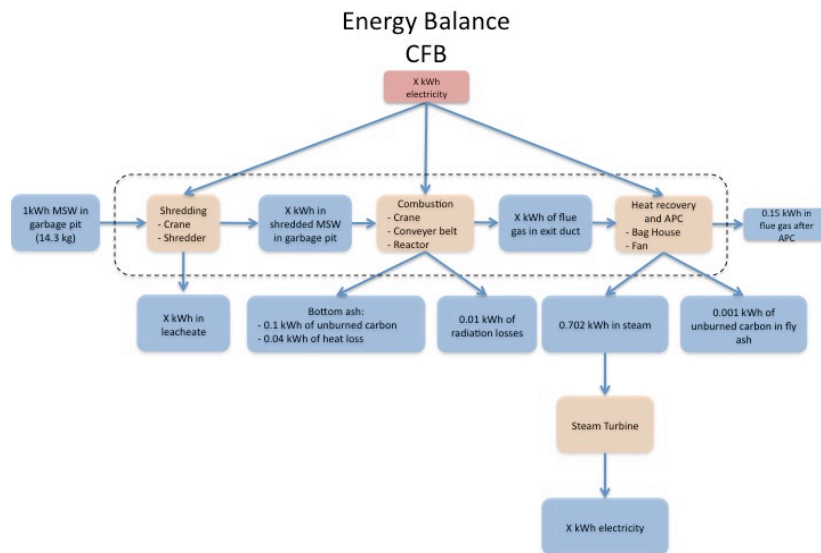 Energy Balance
CFB
X kWh
electricity
1kWh MSW in
garbage pit
(14.3 kg)
Shredding
- Crane
- Shredder
X kWh in
shredded MSW
in garbage pit
Combustion
- Crane
- Conveyer belt
- Reactor
X kWh of flue
gas in exit duct
Heat recovery
and APC
- Bag House
- Fan
0.15 kWh in
flue gas after
APC
X kWh in
leacheate
Bottom ash:
- 0.1 kWh of unburned carbon
- 0.04 kWh of heat loss
0.01 kWh of
radiation losses
0.702 kWh in steam
0.001 kWh of
unburned carbon in fly
ash
Steam Turbine
X kWh electricity